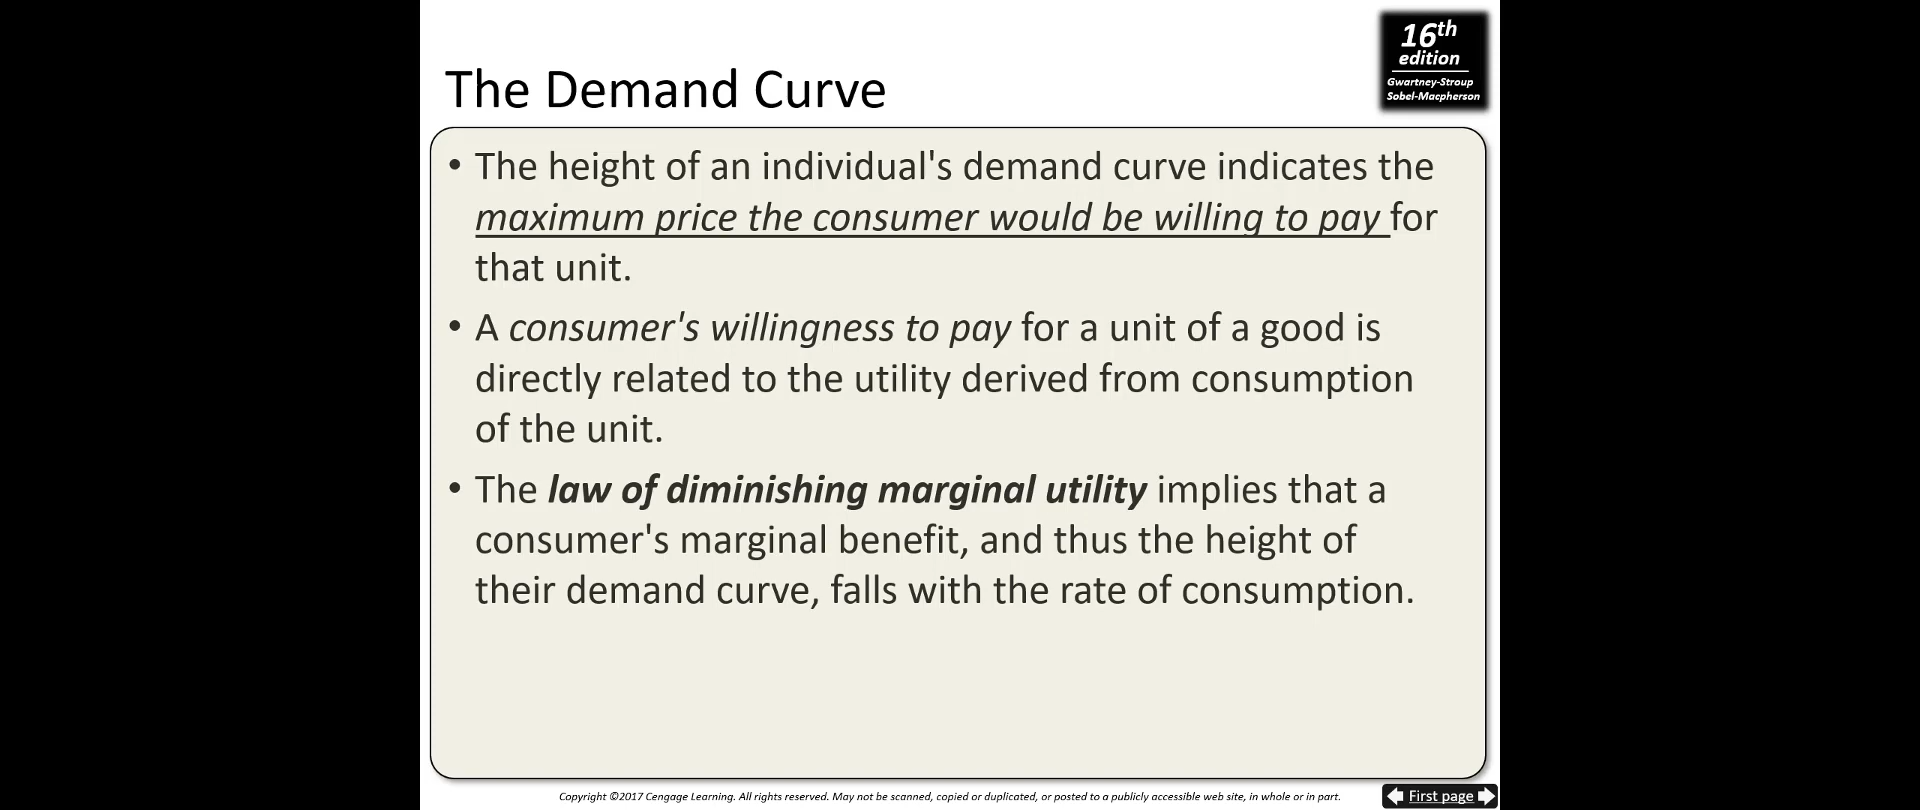 16th
edition
Gwartney-Stroup
Sobel-Macpherson
The Demand Curve
• The height of an individual's demand curve indicates the
maximum price the consumer would be willing to pay for
that unit.
• A consumer's willingness to pay for a unit of a good is
directly related to the utility derived from consumption
of the unit.
• The law of diminishing marginal utility implies that a
consumer's marginal benefit, and thus the height of
their demand curve, falls with the rate of consumption.
Copyright ©2017 Cengage Learning. All rights reserved. May not be scanned, copied or duplicated, or posted to a publicly accessible web site, in whole or in part.
First page